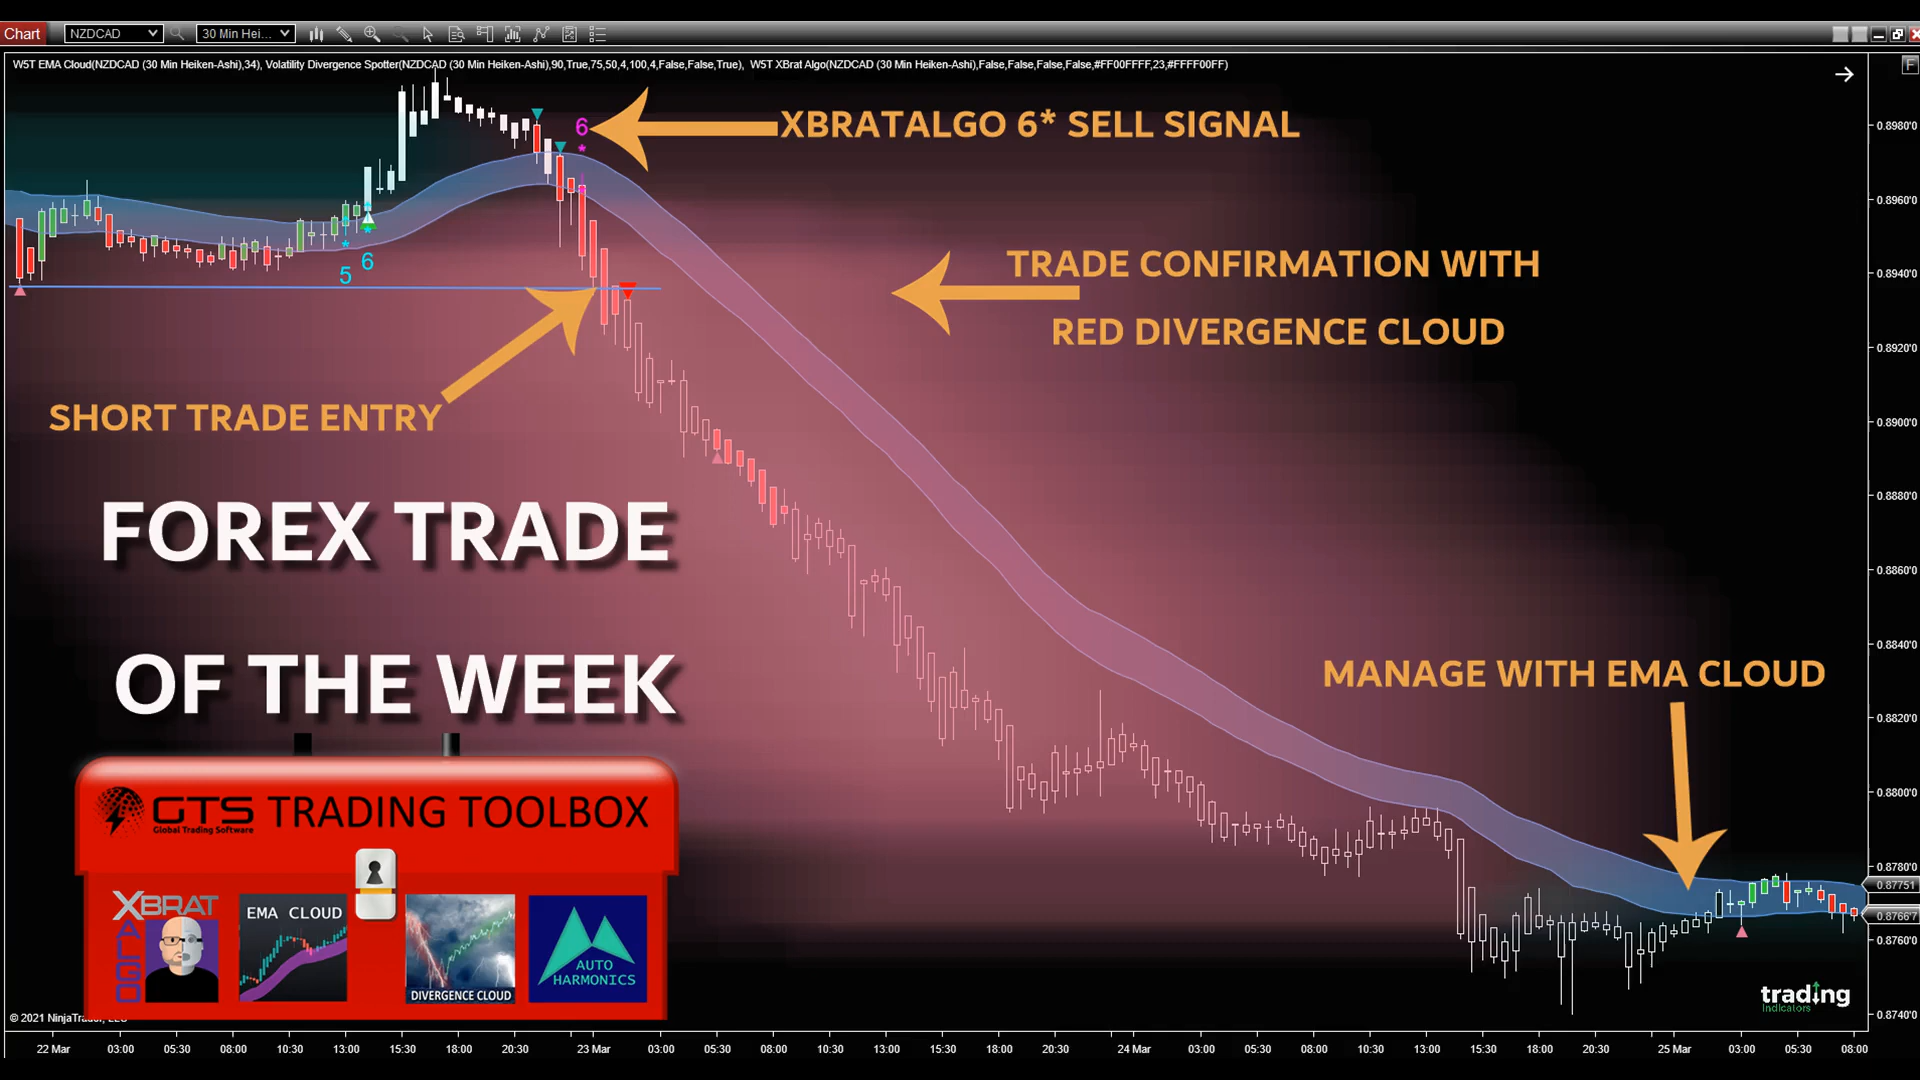 Chart
NZDCAD
30 Min Hei...
W5T EMA Cloud(NZDCAD (30 Min Heiken-Ashi),34), Volatility Divergence Spotter(NZDCAD (30 Min Heiken-Ashi),90,True,75,50,4,100,4,False,False,True), W5T XBrat Algo(NZDCAD (30 Min Heiken-Ashi),False,False,False,False,#FF00FFFF,23,#FFFF00FF)
F
6
XBRATALGO 6* SELL SIGNAL
5
6
TRADE CONFIRMATION WITH
RED DIVERGENCE CLOUD
SHORT TRADE ENTRY
FOREX TRADE
OF THE WEEK
MANAGE WITH EMA CLOUD
GTS TRADING TOOLBOX
Global Trading Software
XBRAT
ALGO
EMA CLOUD
DIVERGENCE CLOUD
AUTO
HARMONICS
trading
indicators
0.8980'0
0.8960'0
0.8940'0
0.8920'0
0.8900'0
0.8880'0
0.8860'0
0.8840'0
0.8820'0
0.8800'0
0.8780'0
0.87751
0.8766'7
0.8760'0
0.8740'0
© 2021 NinjaTrader, LLC
22 Mar 03:00 05:30 08:00 10:30 13:00 15:30 18:00 20:30 23 Mar 03:00 05:30 08:00 10:30 13:00 15:30 18:00 20:30 24 Mar 03:00 05:30 08:00 10:30 13:00 15:30 18:00 20:30 25 Mar 03:00 05:30 08:00